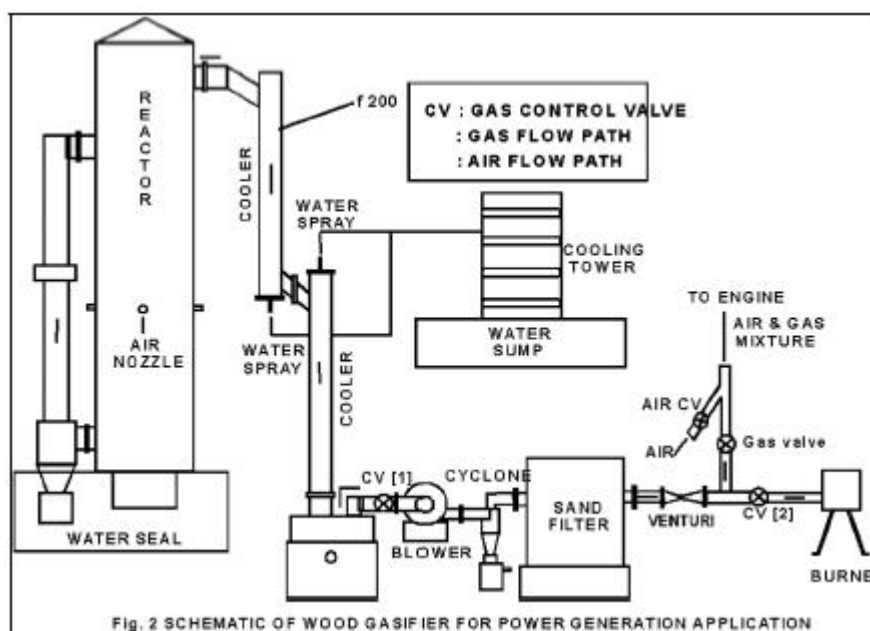 REACTOR
f 200
CV : GAS CONTROL VALVE
: GAS FLOW PATH
: AIR FLOW PATH
COOLER
WATER
SPRAY
COOLING
TOWER
WATER
SUMP
TO ENGINE
AIR & GAS
MIXTURE
AIR
NOZZLE
WATER
SPRAY
COOLER
AIR CV
AIR
Gas valve
CV [1]
CYCLONE
BLOWER
SAND
FILTER
VENTURI
CV [2]
BURNE
WATER SEAL
Fig. 2 SCHEMATIC OF WOOD GASIFIER FOR POWER GENERATION APPLICATION